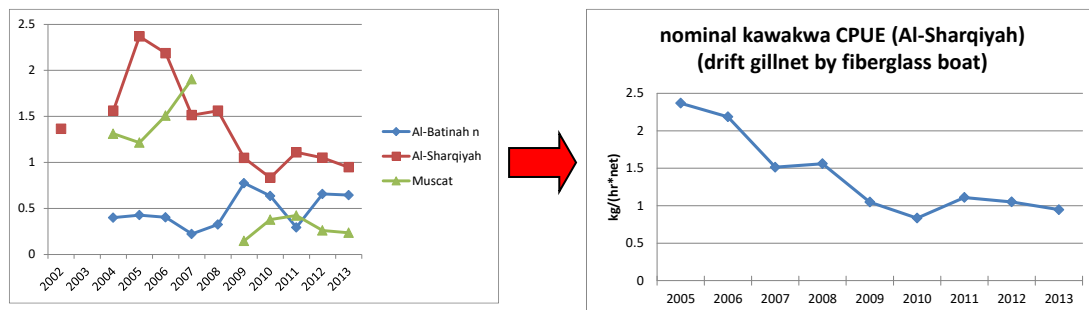 2.5
2
1.5
1
0.5
0
2002 2003 2004 2005 2006 2007 2008 2009 2010 2011 2012 2013
Al-Batinah n
Al-Sharqiyah
Muscat
nominal kawakwa CPUE (Al-Sharqiyah)
(drift gillnet by fiberglass boat)
kg/(hr*net)
2.5
2
1.5
1
0.5
0
2005 2006 2007 2008 2009 2010 2011 2012 2013